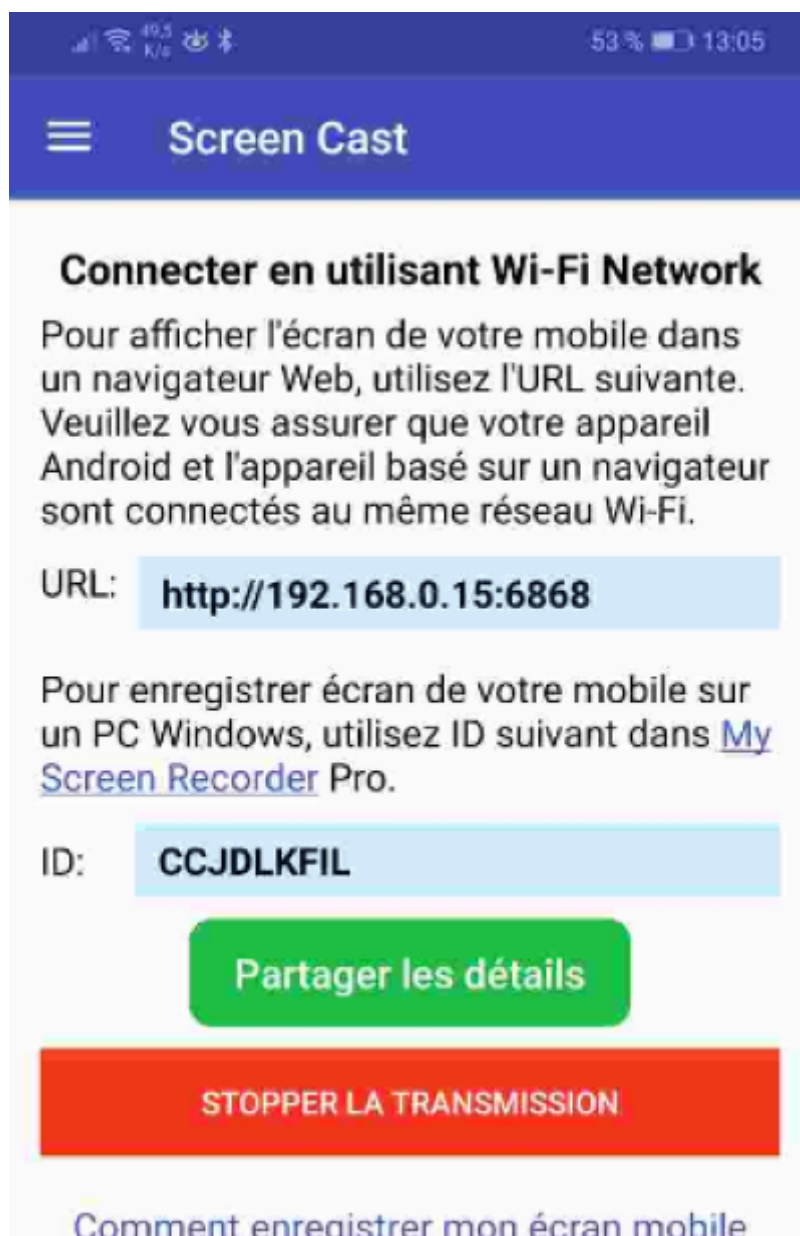 49,5
K/s
53 % 13:05
Screen Cast
Connecter en utilisant Wi-Fi Network
Pour afficher l'écran de votre mobile dans
un navigateur Web, utilisez l'URL suivante.
Veuillez vous assurer que votre appareil
Android et l'appareil basé sur un navigateur
sont connectés au même réseau Wi-Fi.
URL: http://192.168.0.15:6868
Pour enregistrer écran de votre mobile sur
un PC Windows, utilisez ID suivant dans My
Screen Recorder Pro.
ID: CCJDLKFIL
Partager les détails
STOPPER LA TRANSMISSION
Comment enregistrer mon écran mobile